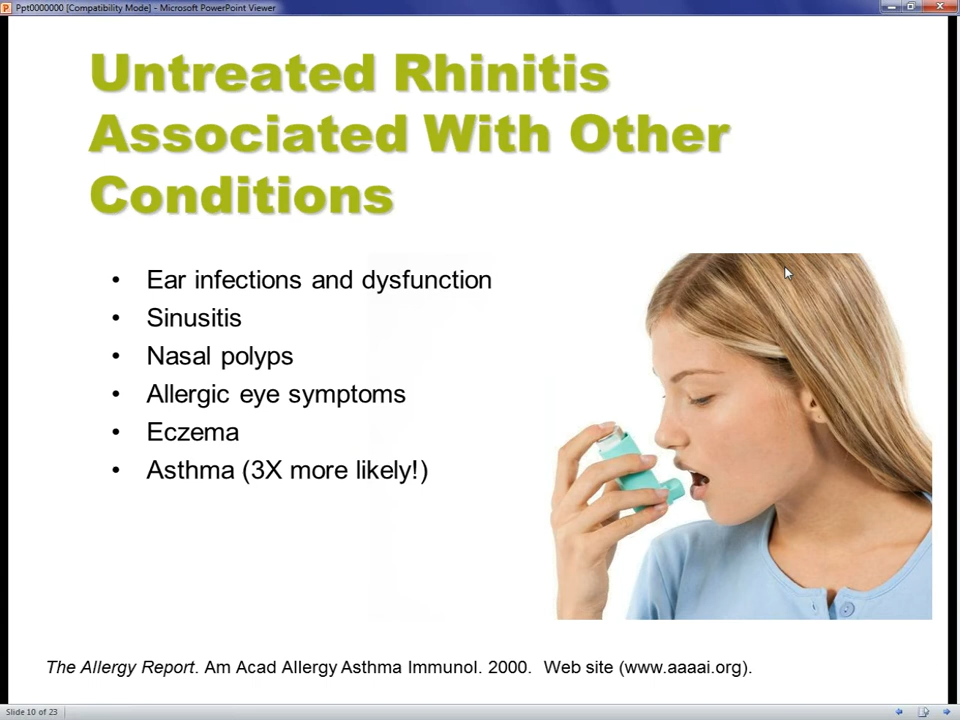 Ppt0000000 [Compatibility Mode] - Microsoft PowerPoint Viewer
Untreated Rhinitis
Associated With Other
Conditions
• Ear infections and dysfunction
• Sinusitis
• Nasal polyps
• Allergic eye symptoms
• Eczema
• Asthma (3X more likely!)
The Allergy Report. Am Acad Allergy Asthma Immunol. 2000. Web site (www.aaaai.org).
Slide 10 of 23